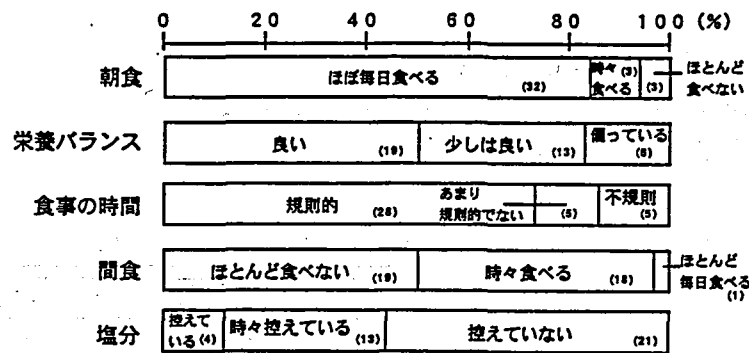 0 20 40 60 80 100 (%)
朝食
ほぼ毎日食べる (32)
時々 (3)
食べる
(3)
ほとんど
食べない
栄養バランス
良い (19)
少しは良い (13)
偏っている
(6)
食事の時間
規則的 (28)
あまり
規則的でない
(5)
不規則
(5)
間食
ほとんど食べない (19)
時々食べる (18)
ほとんど
毎日食べる
(1)
塩分
控えて
いる (4)
時々控えている (13)
控えていない (21)